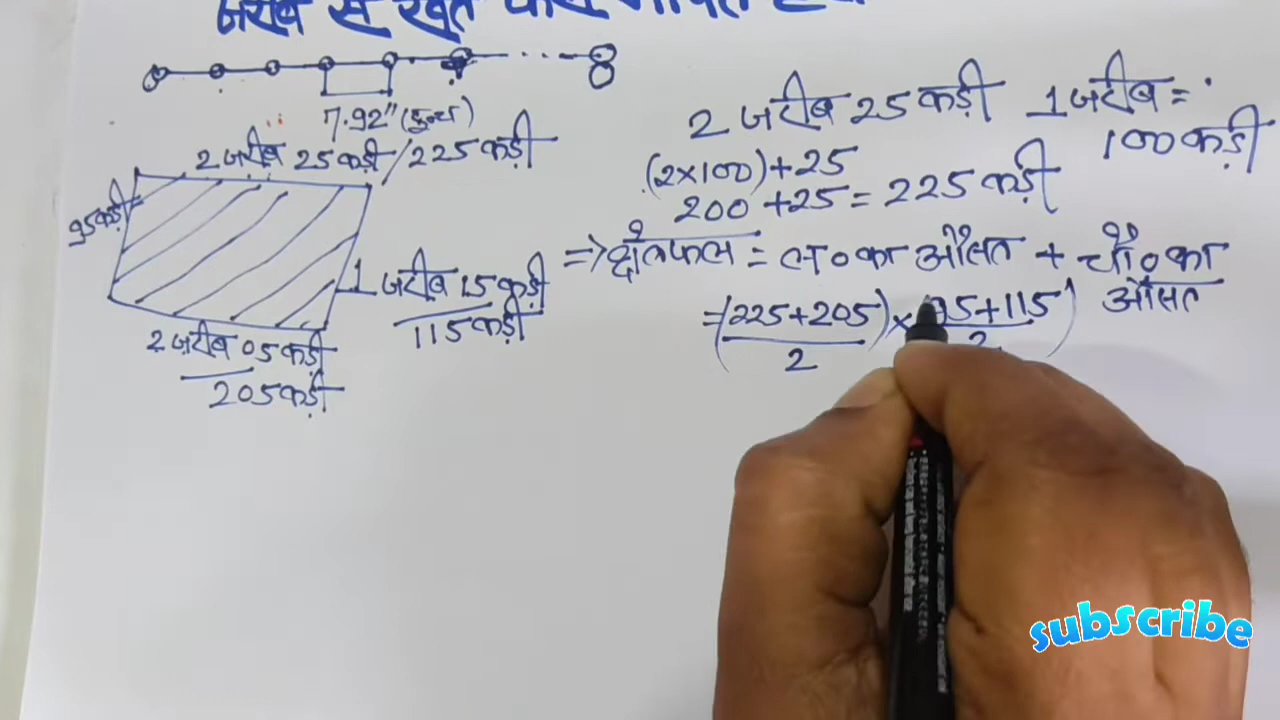 जरीब से खेत कैसे
7.92" (इन्च)
2 जरीब 25 कड़ी / 225 कड़ी
95 कड़ी
1 जरीब 15 कड़ी
115 कड़ी
2 जरीब 05 कड़ी
205 कड़ी
2 जरीब 25 कड़ी
1 जरीब =
100 कड़ी
(2×100)+25
200 +25 = 225 कड़ी
=> क्षेत्रफल = ल० का औसत + चौ० का
औसत
=(225+205) × 95+115)
2 2
subscribe